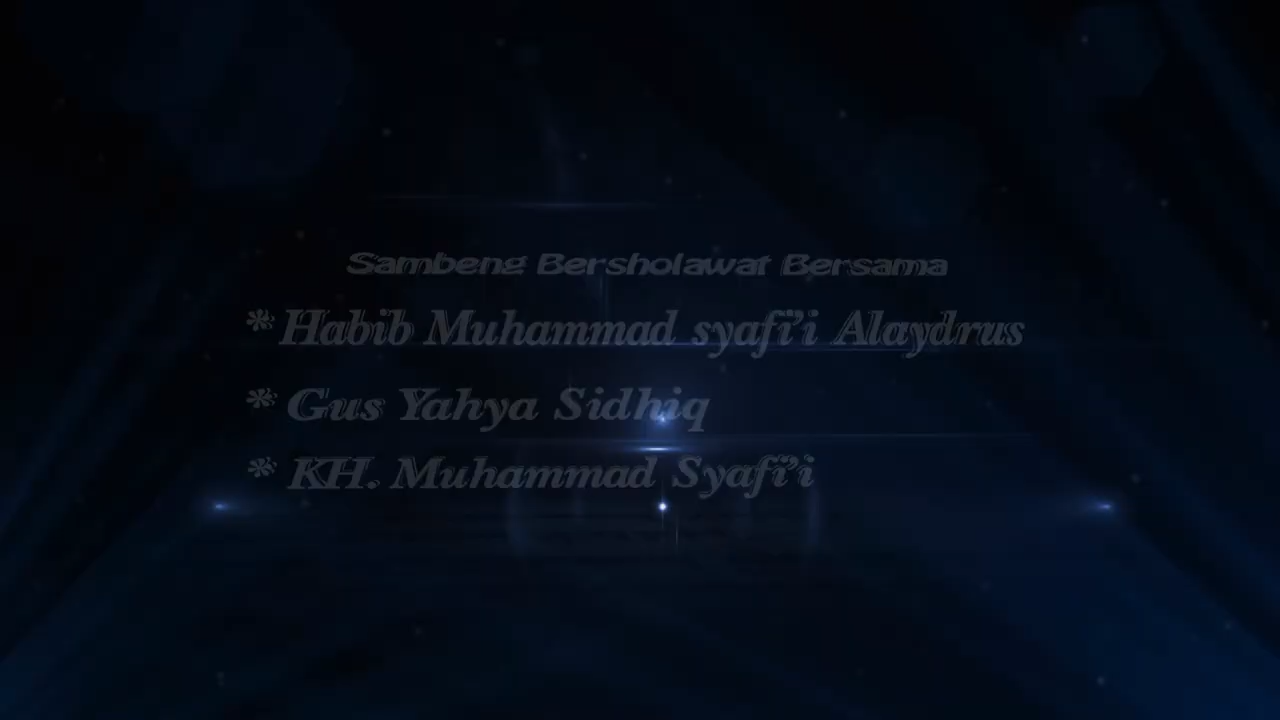 Sambeng Bersholawat Bersama
* Habib Muhammad syafi'i Alaydrus
* Gus Yahya Sidhiq
* KH. Muhammad Syafi'i